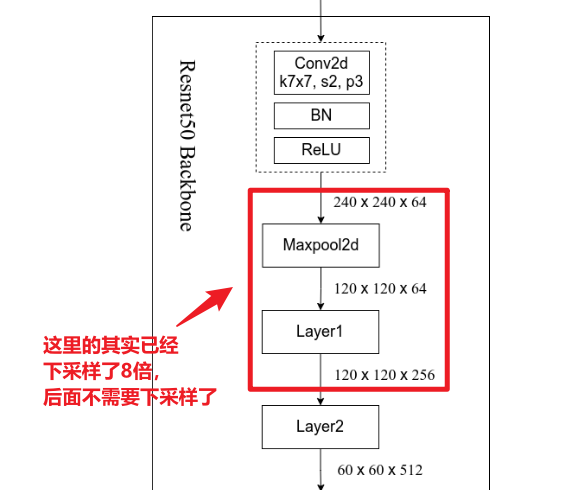 Resnet50 Backbone
Conv2d
k7x7, s2, p3
BN
ReLU
240 x 240 x 64
Maxpool2d
120 x 120 x 64
Layer1
120 x 120 x 256
这里的其实已经
下采样了8倍，
后面不需要下采样了
Layer2
60 x 60 x 512